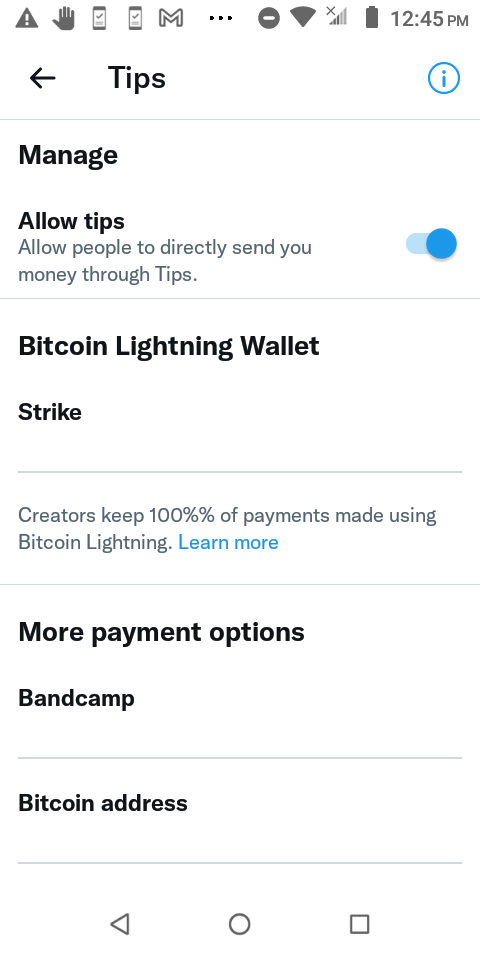 12:45 PM
Tips
Manage
Allow tips
Allow people to directly send you
money through Tips.
Bitcoin Lightning Wallet
Strike
Creators keep 100%% of payments made using
Bitcoin Lightning. Learn more
More payment options
Bandcamp
Bitcoin address